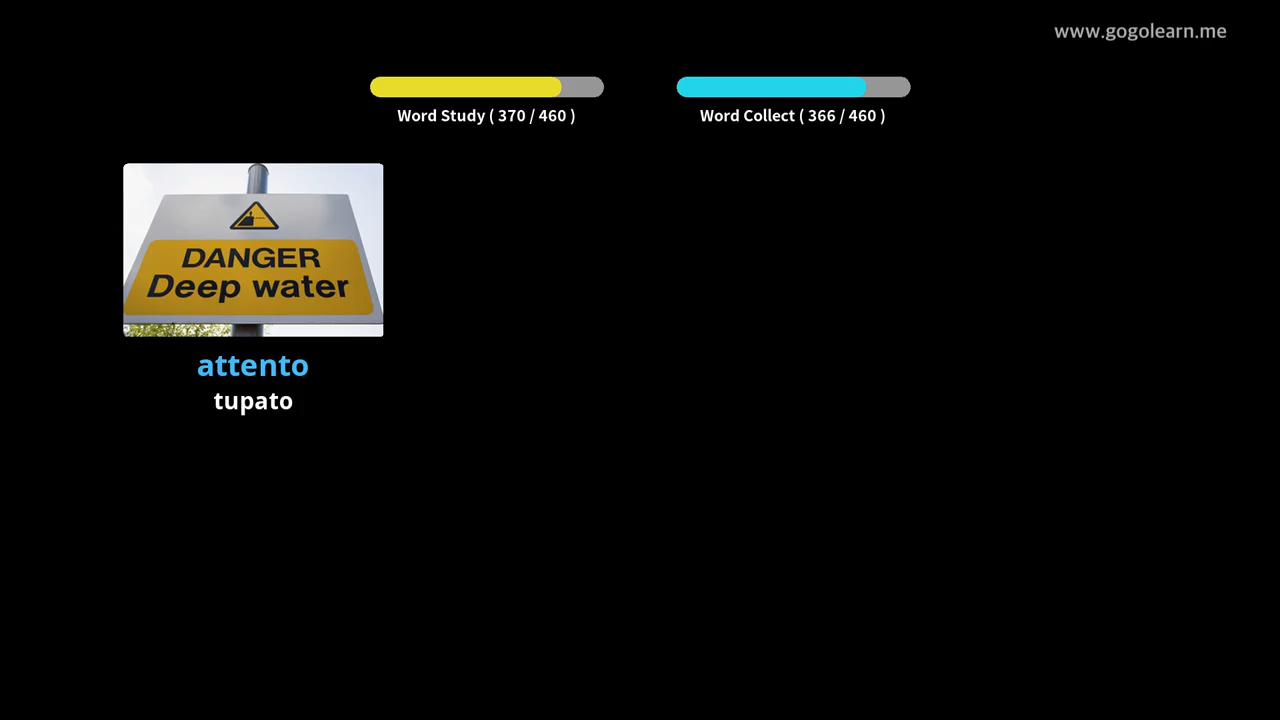 www.gogolearn.me
Word Study ( 370 / 460 )
Word Collect ( 366 / 460 )
DANGER
Deep water
attento
tupato